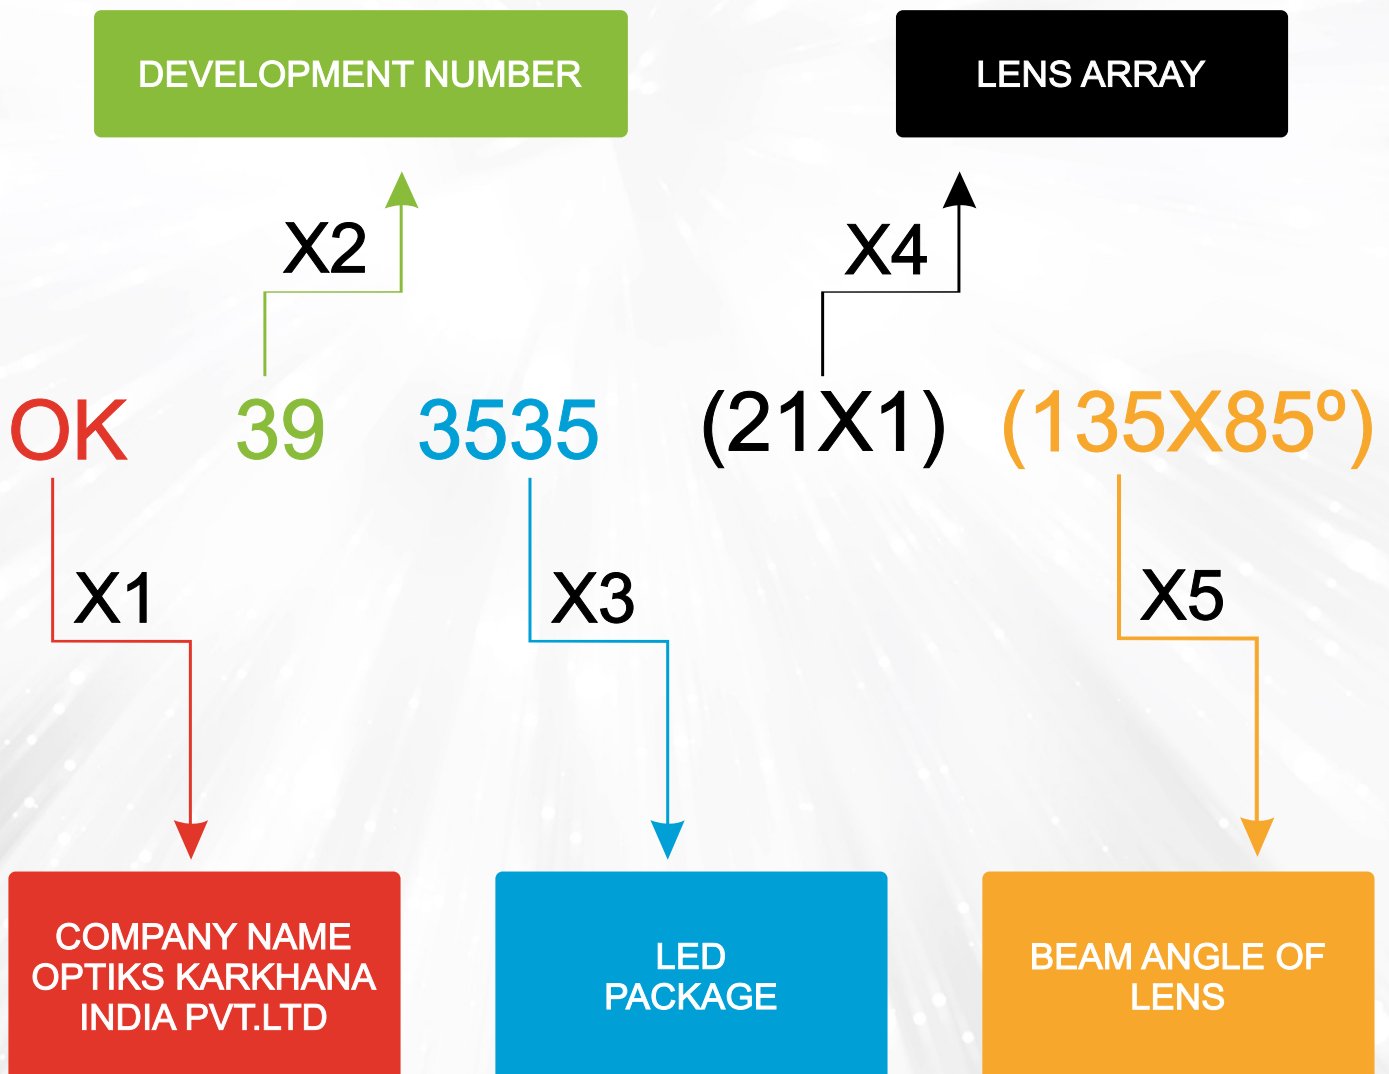 DEVELOPMENT NUMBER
LENS ARRAY
X2
X4
OK 39 3535 (21X1) (135X85º)
X1
X3
X5
COMPANY NAME
OPTIKS KARKHANA
INDIA PVT.LTD
LED
PACKAGE
BEAM ANGLE OF
LENS